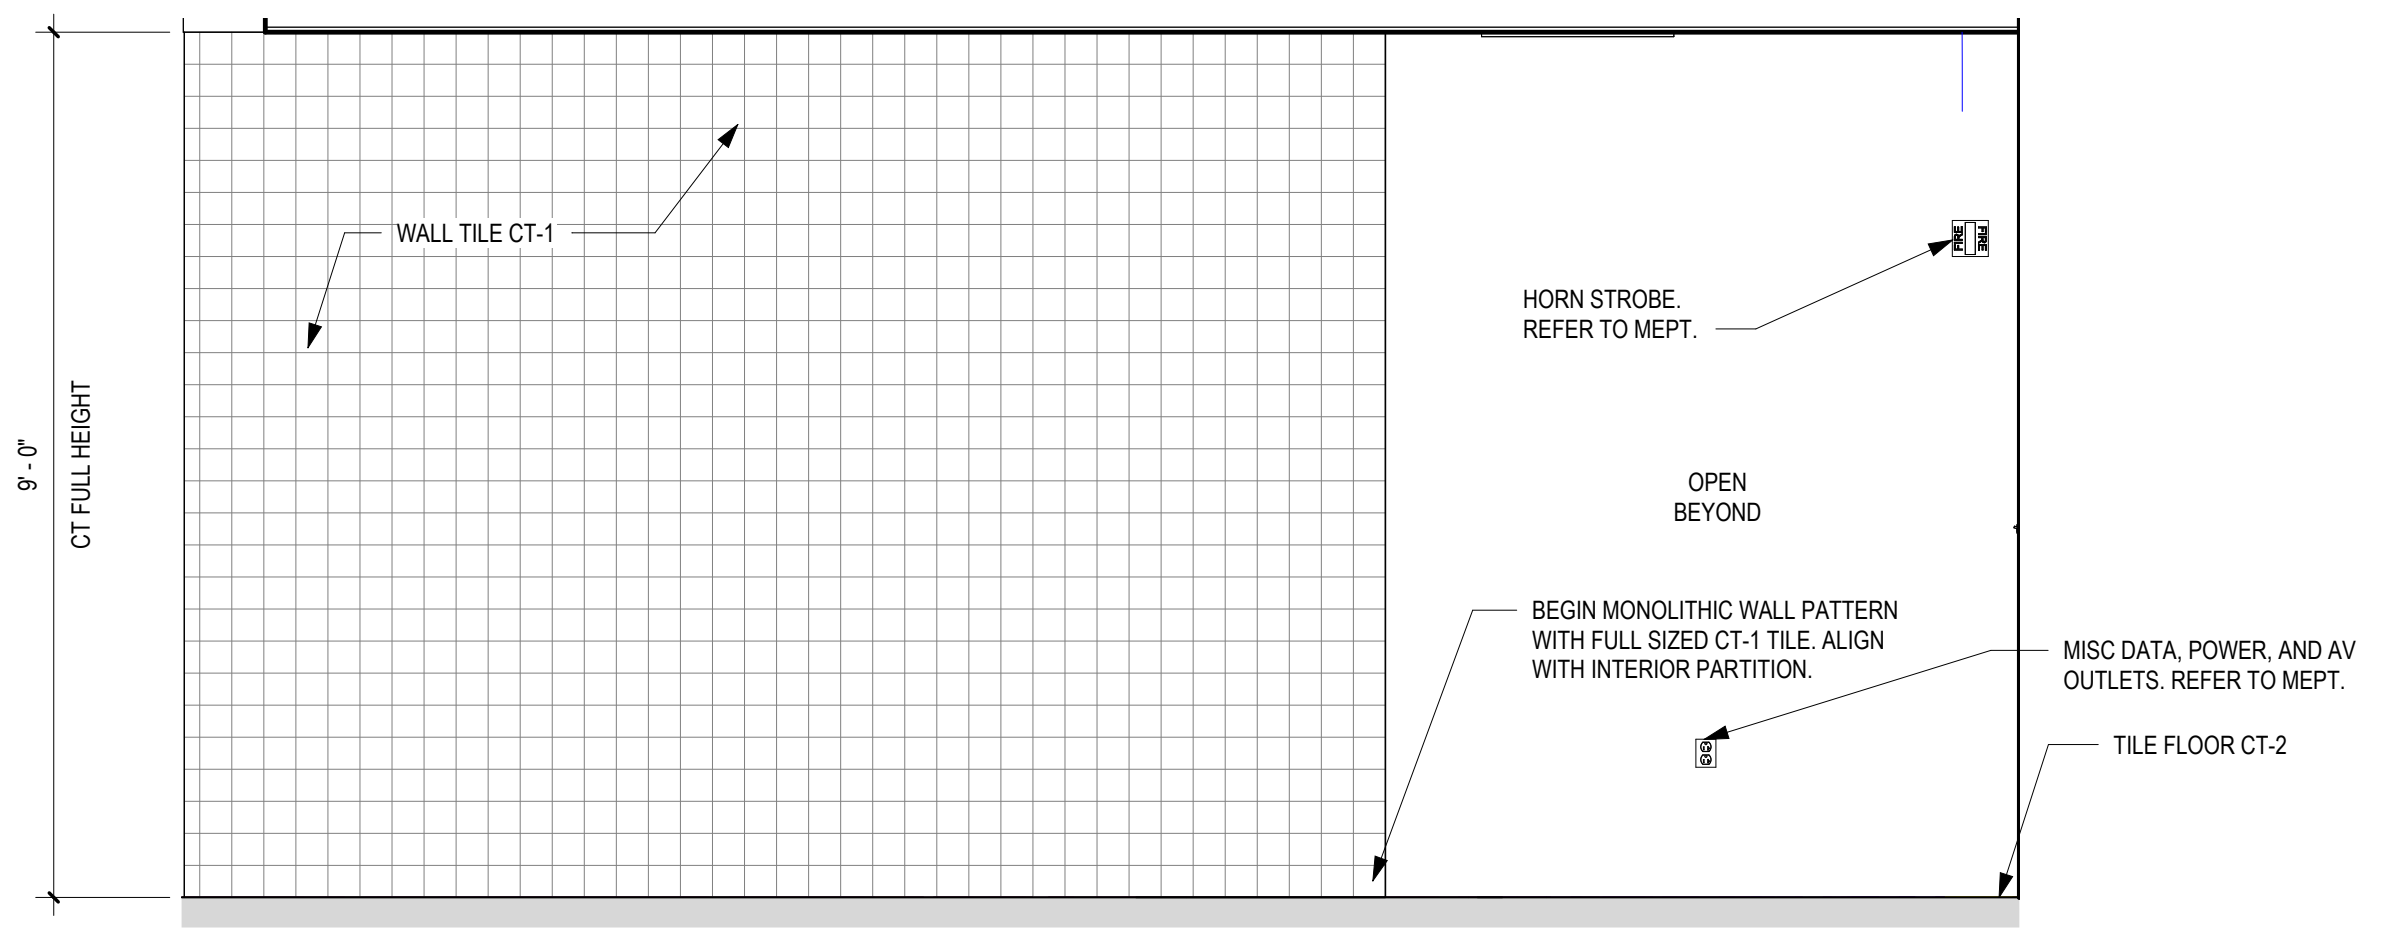 WALL TILE CT-1
HORN STROBE.
REFER TO MEPT.
FIRE
FIRE
9' - 0"
CT FULL HEIGHT
OPEN
BEYOND
BEGIN MONOLITHIC WALL PATTERN
WITH FULL SIZED CT-1 TILE. ALIGN
WITH INTERIOR PARTITION.
MISC DATA, POWER, AND AV
OUTLETS. REFER TO MEPT.
TILE FLOOR CT-2